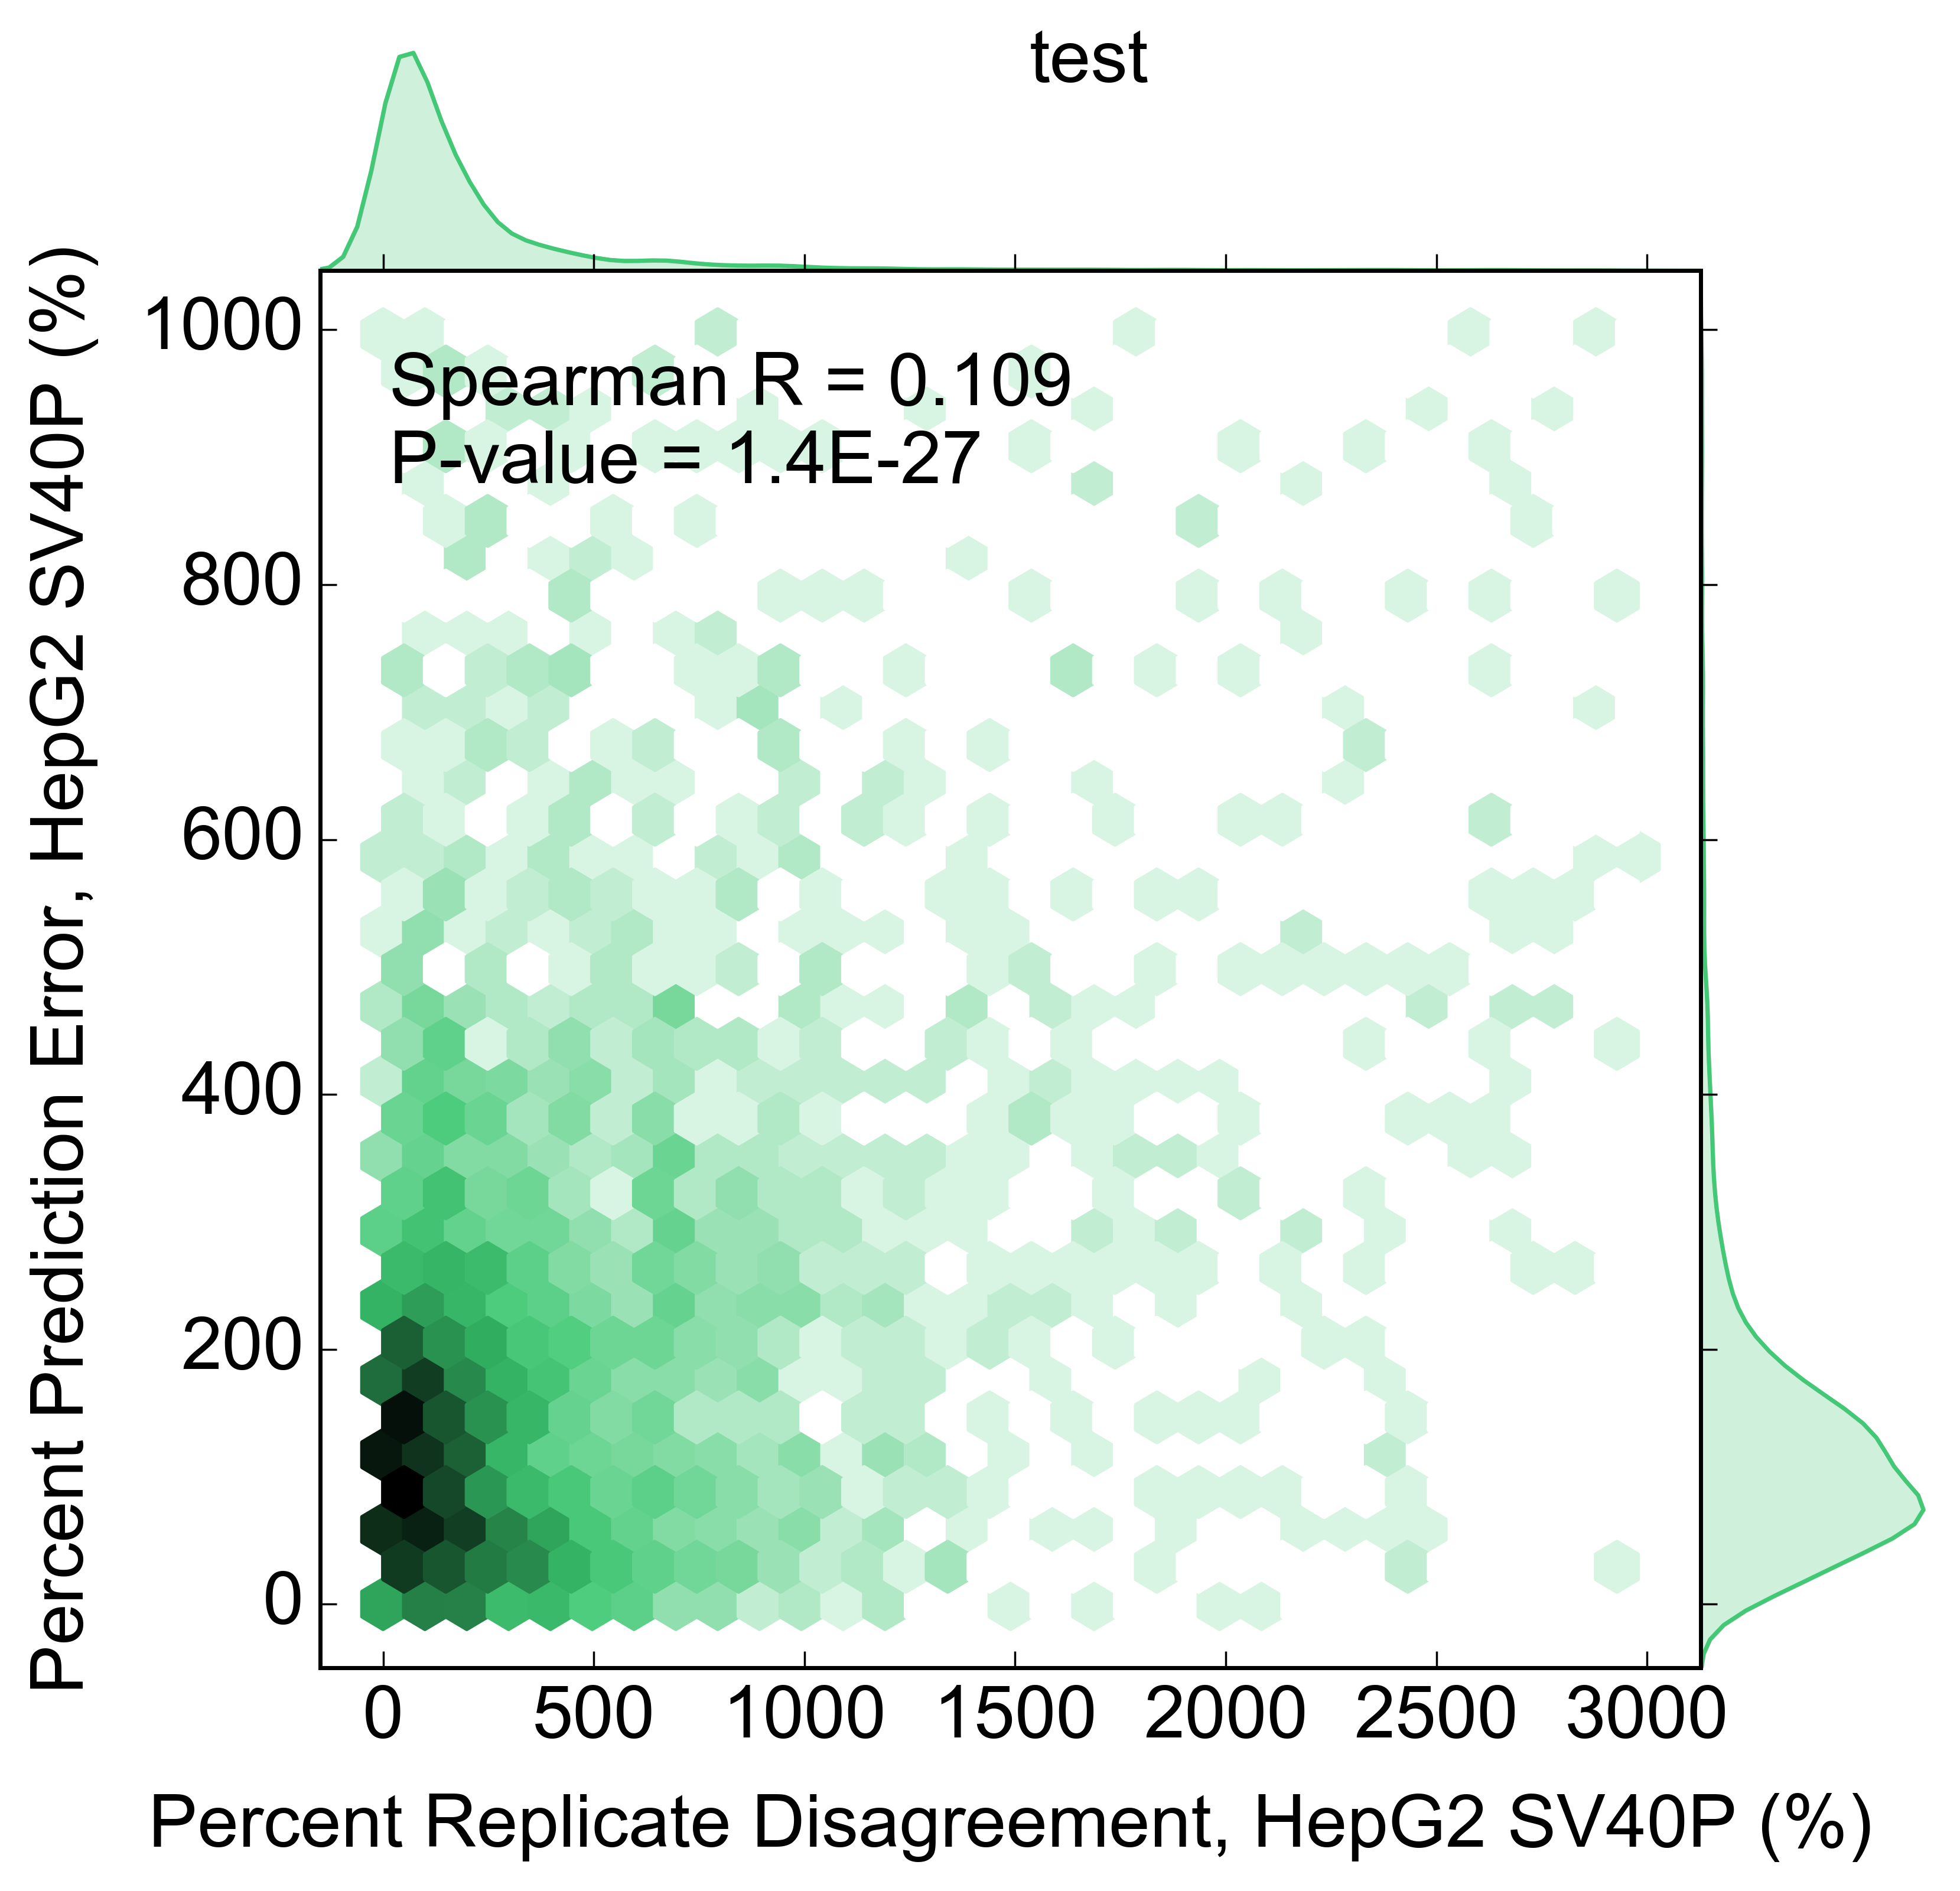 test
Percent Prediction Error, HepG2 SV40P (%)
1000
800
600
400
200
0
Spearman R = 0.109
P-value = 1.4E-27
0 500 1000 1500 2000 2500 3000
Percent Replicate Disagreement, HepG2 SV40P (%)